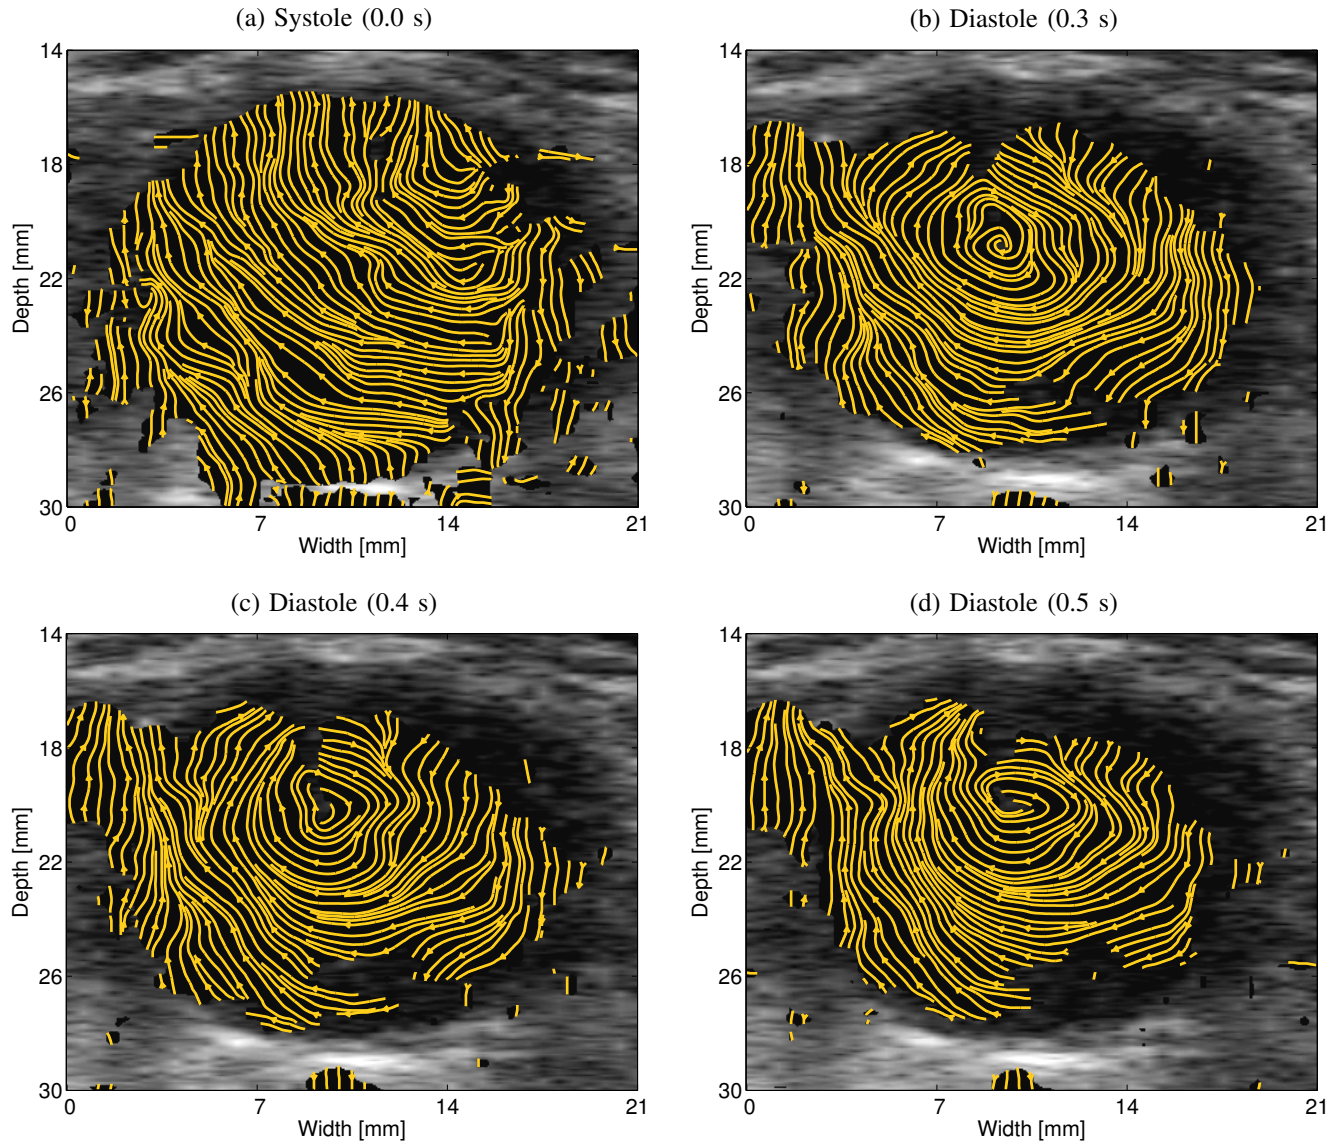 (a) Systole (0.0 s)
(b) Diastole (0.3 s)
14
18
22
26
30
Depth [mm]
0 7 14 21
Width [mm]
14
18
22
26
30
Depth [mm]
0 7 14 21
Width [mm]
(c) Diastole (0.4 s)
(d) Diastole (0.5 s)
14
18
22
26
30
Depth [mm]
0 7 14 21
Width [mm]
14
18
22
26
30
Depth [mm]
0 7 14 21
Width [mm]